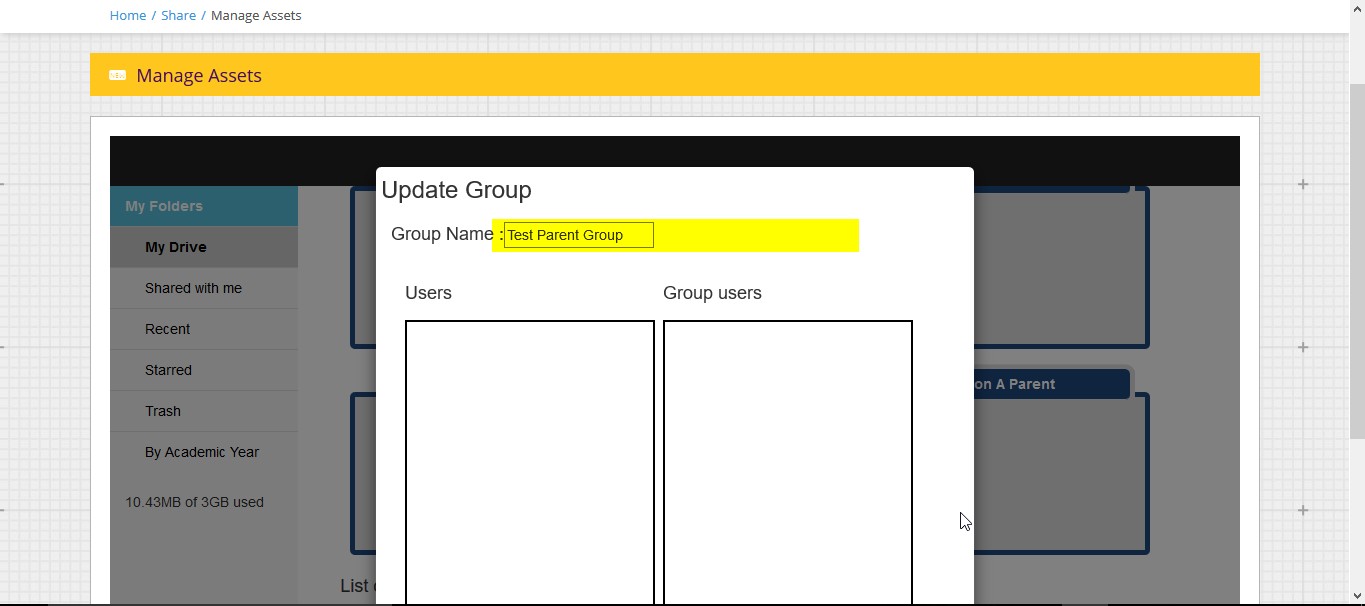 Home / Share / Manage Assets
Manage Assets
Update Group
My Folders
Group Name :Test Parent Group
My Drive
Shared with me
Users
Group users
Recent
Starred
on A Parent
Trash
By Academic Year
10.43MB of 3GB used
List